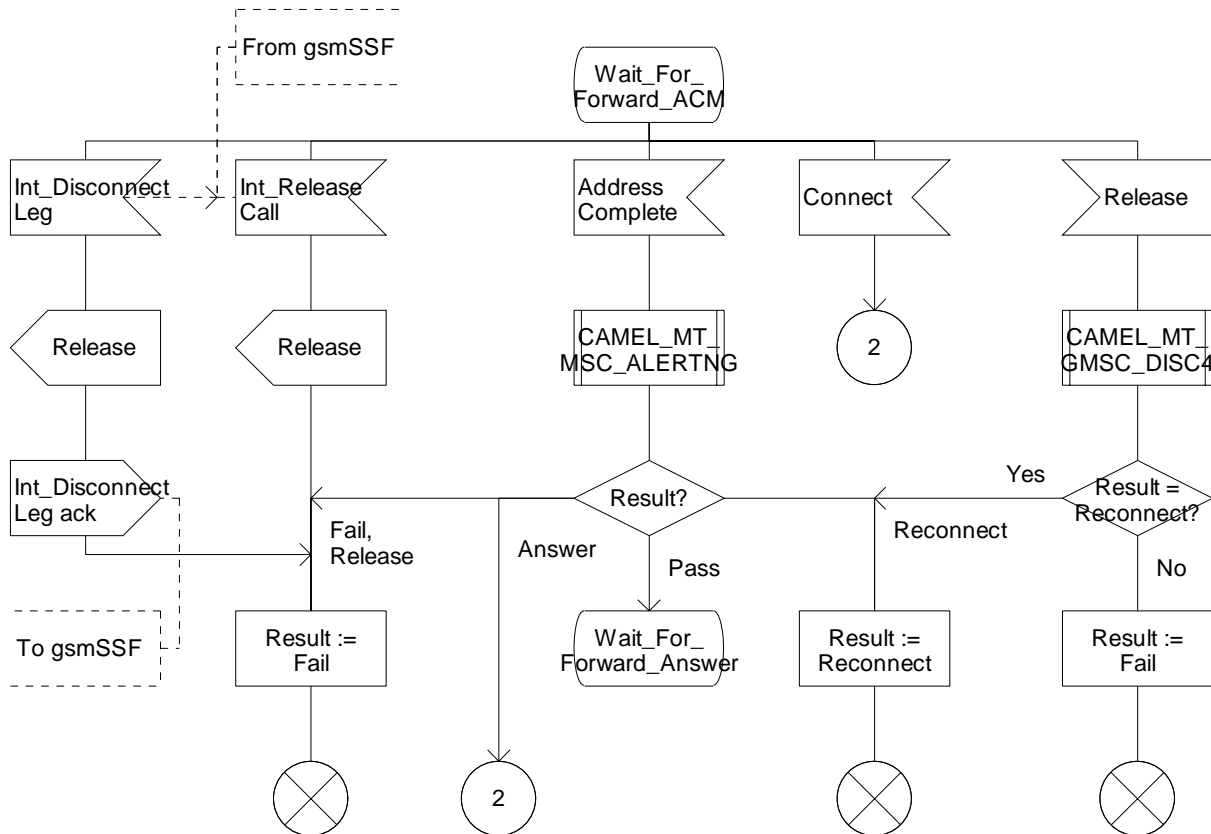 From gsmSSF
Wait_For_
Forward_ACM
Int_Disconnect
Leg
Int_Release
Call
Address
Complete
Connect
Release
Release
Release
CAMEL_MT_
MSC_ALERTNG
2
CAMEL_MT_
GMSC_DISC4
Int_Disconnect
Leg ack
Result?
Yes
Result =
Reconnect?
Fail,
Release
Answer
Reconnect
Pass
No
To gsmSSF
Result :=
Fail
Wait_For_
Forward_Answer
Result :=
Reconnect
Result :=
Fail
2